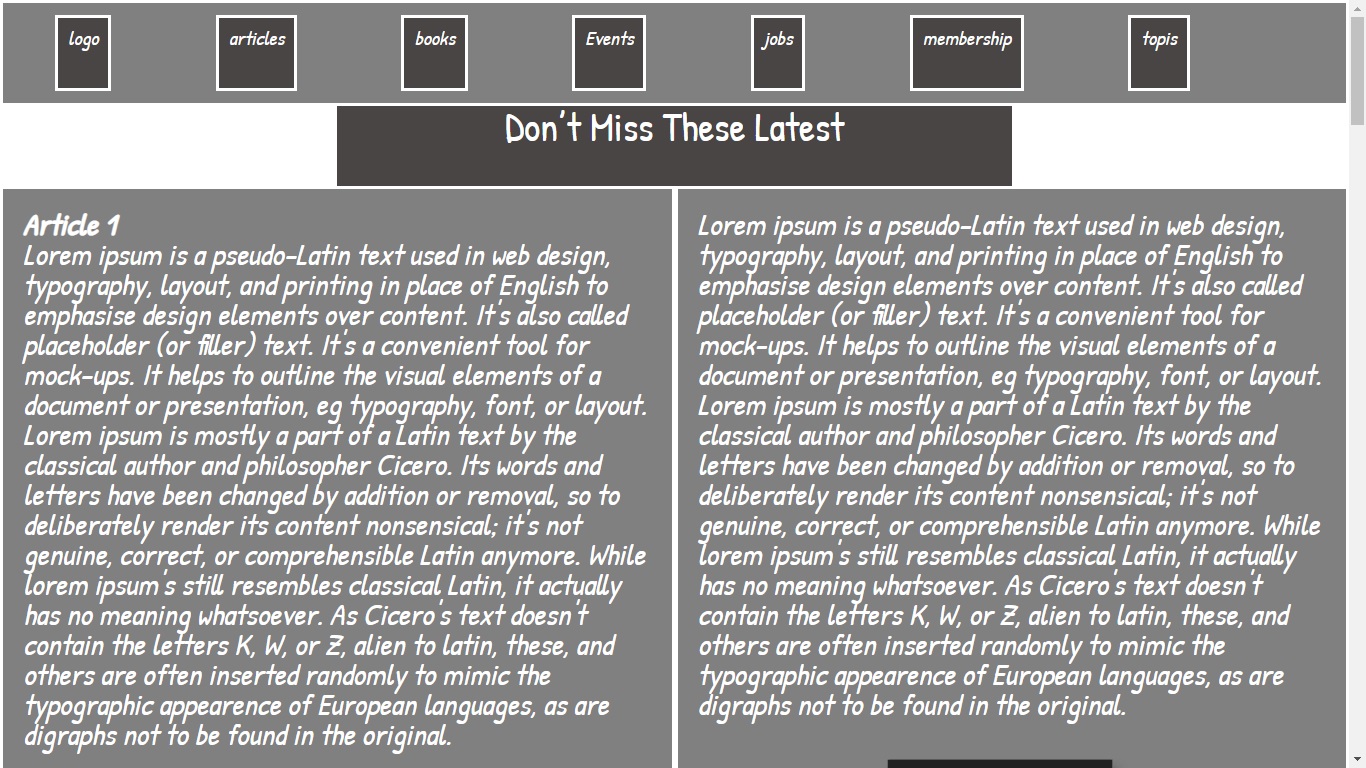 logo
articles
books
Events
jobs
membership
topis
Don't Miss These Latest
Article 1
Lorem ipsum is a pseudo-Latin text used in web design,
typography, layout, and printing in place of English to
emphasise design elements over content. It's also called
placeholder (or filler) text. It's a convenient tool for
mock-ups. It helps to outline the visual elements of a
document or presentation, eg typography, font, or layout.
Lorem ipsum is mostly a part of a Latin text by the
classical author and philosopher Cicero. Its words and
letters have been changed by addition or removal, so to
deliberately render its content nonsensical; it's not
genuine, correct, or comprehensible Latin anymore. While
lorem ipsum's still resembles classical Latin, it actually
has no meaning whatsoever. As Cicero's text doesn't
contain the letters K, W, or Z, alien to latin, these, and
others are often inserted randomly to mimic the
typographic appearence of European languages, as are
digraphs not to be found in the original.
Lorem ipsum is a pseudo-Latin text used in web design,
typography, layout, and printing in place of English to
emphasise design elements over content. It's also called
placeholder (or filler) text. It's a convenient tool for
mock-ups. It helps to outline the visual elements of a
document or presentation, eg typography, font, or layout.
Lorem ipsum is mostly a part of a Latin text by the
classical author and philosopher Cicero. Its words and
letters have been changed by addition or removal, so to
deliberately render its content nonsensical; it's not
genuine, correct, or comprehensible Latin anymore. While
lorem ipsum's still resembles classical Latin, it actually
has no meaning whatsoever. As Cicero's text doesn't
contain the letters K, W, or Z, alien to latin, these, and
others are often inserted randomly to mimic the
typographic appearence of European languages, as are
digraphs not to be found in the original.